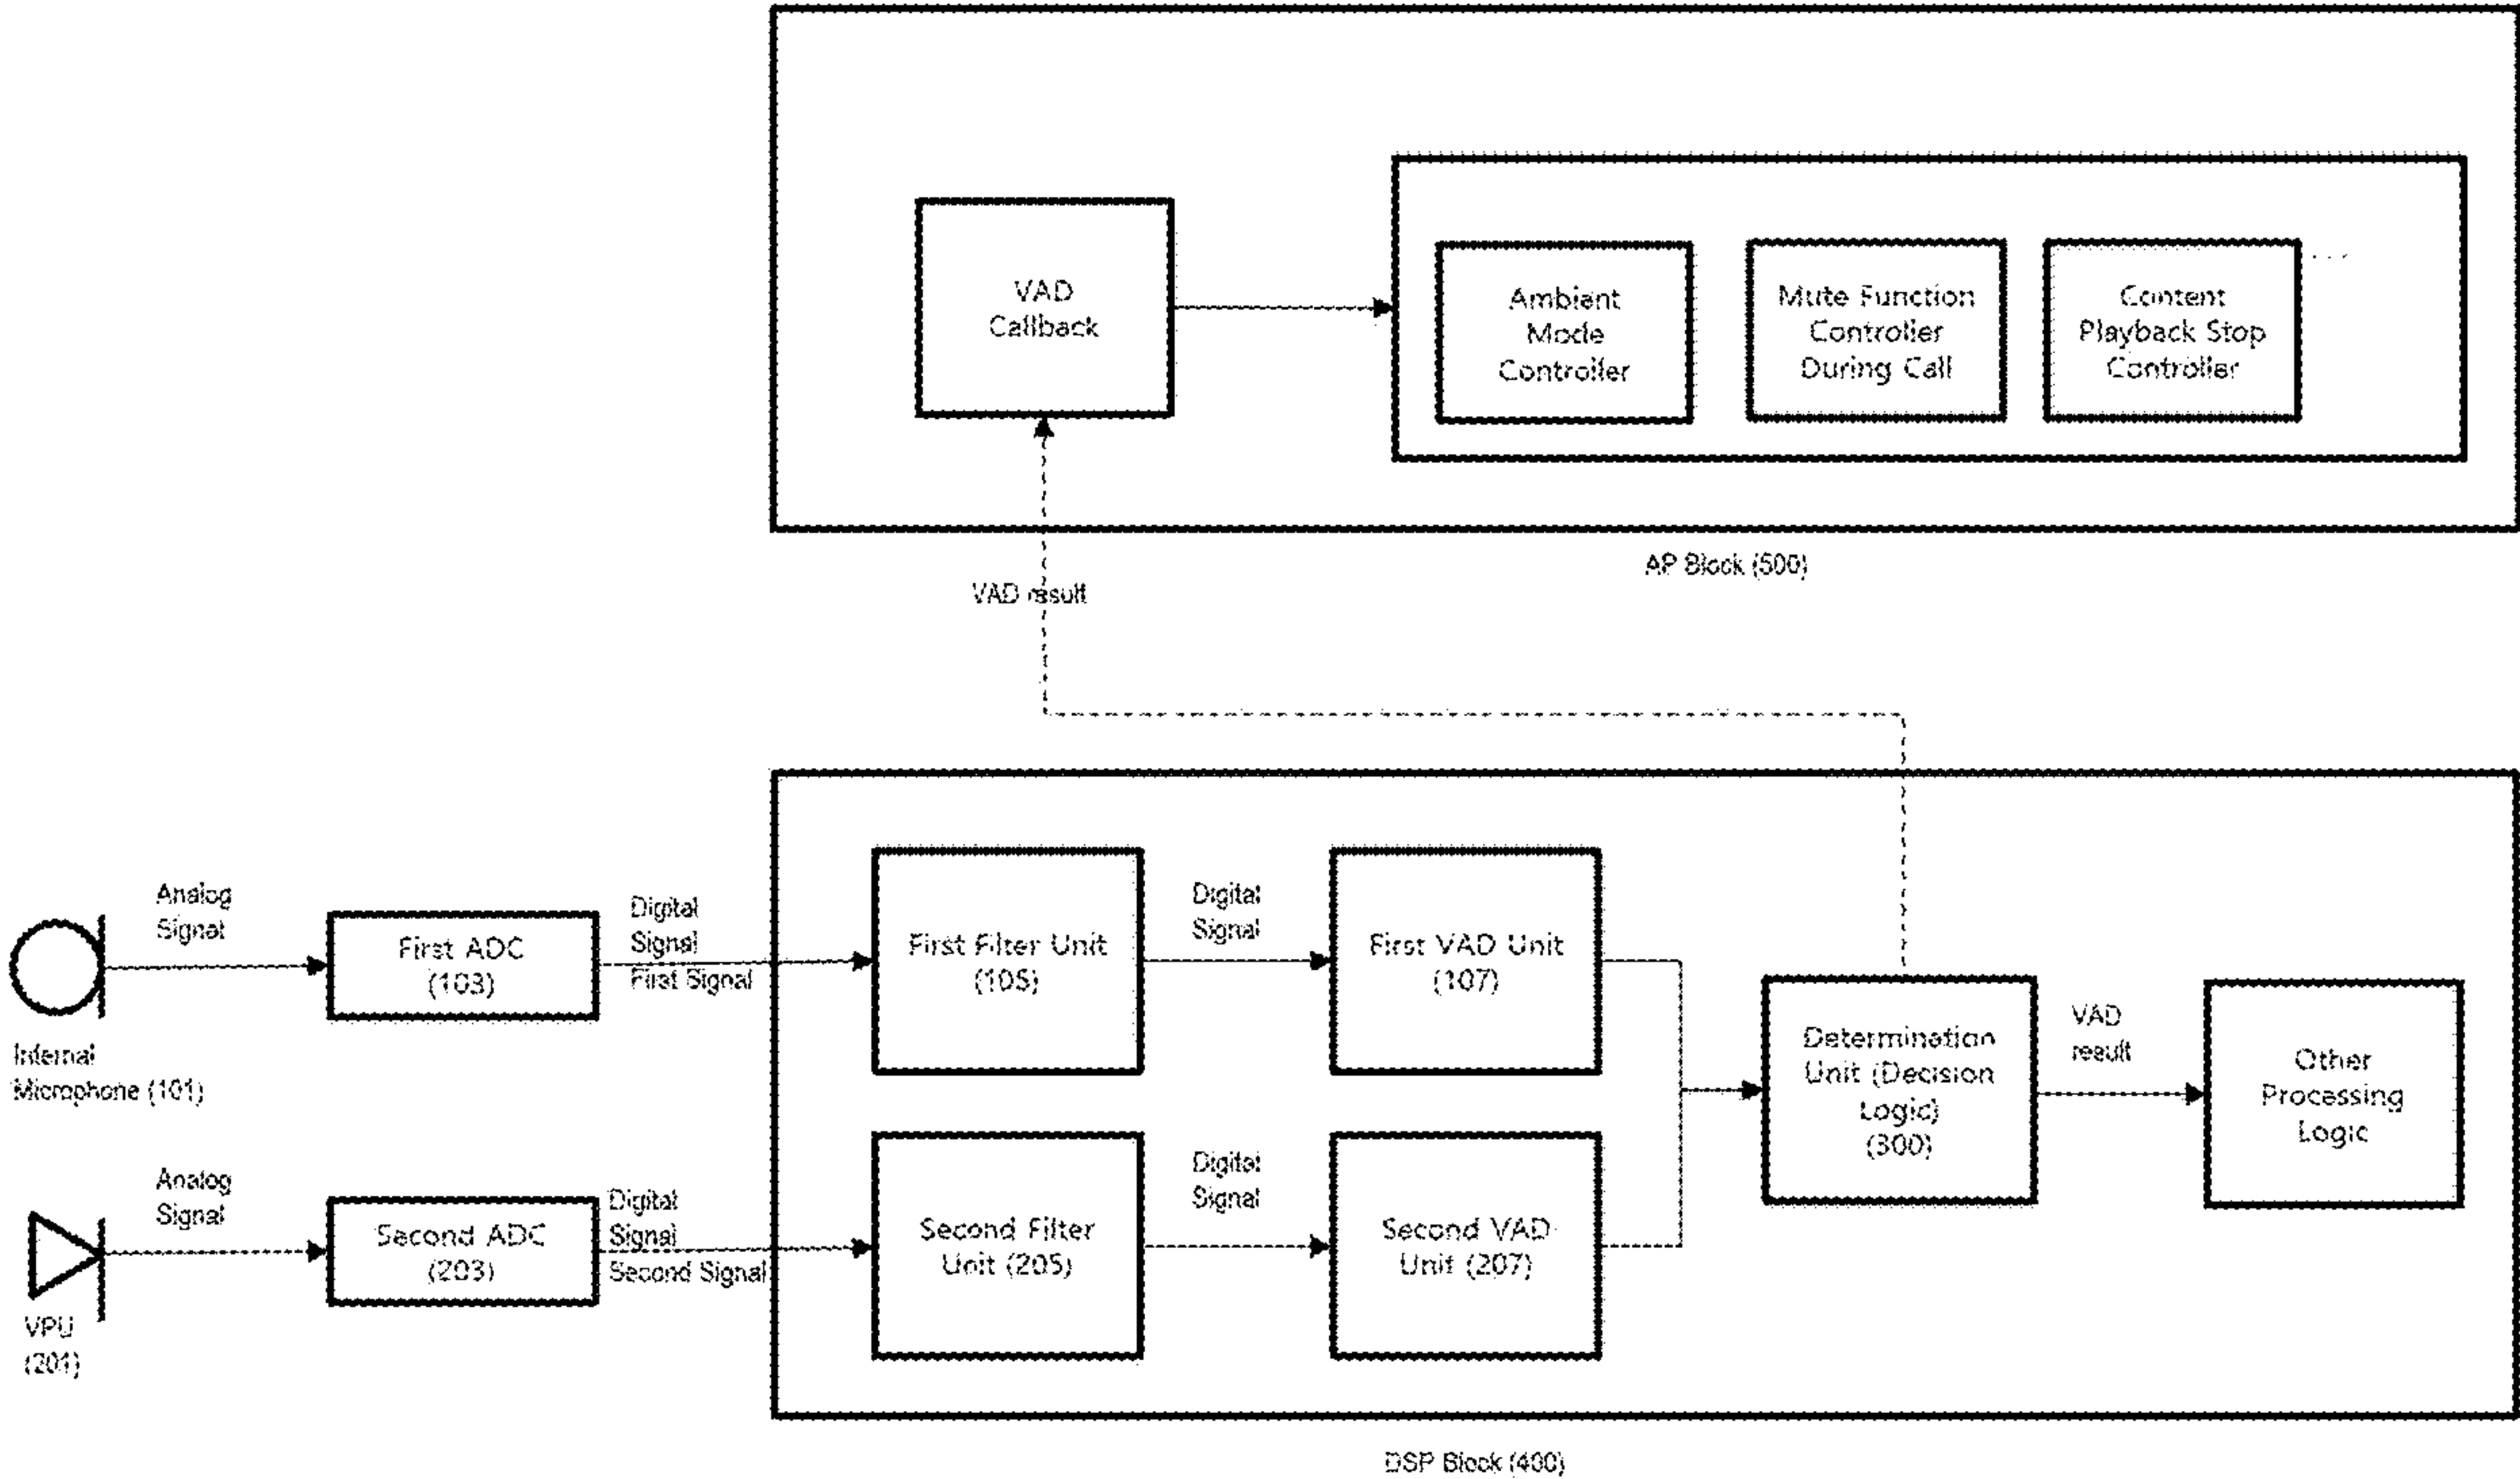 VAD
Callback
Ambiant
Mode
Controller
Mute Function
Controller
During Call
Content
Playback Stop
Controller
....
AP Block (500)
VAD result
Analog
Signal
First ADC
(103)
Digital
Signal
First Signal
First Filter Unit
(105)
Digital
Signal
First VAD Unit
(107)
Internal
Microphone (101)
Determination
Unit (Decision
Logic)
(300)
VAD
result
Other
Processing
Logic
Analog
Signal
Second ADC
(203)
Digital
Signal
Second Signal
Second Filter
Unit (205)
Digital
Signal
Second VAD
Unit (207)
VPU
(201)
DSP Block (400)